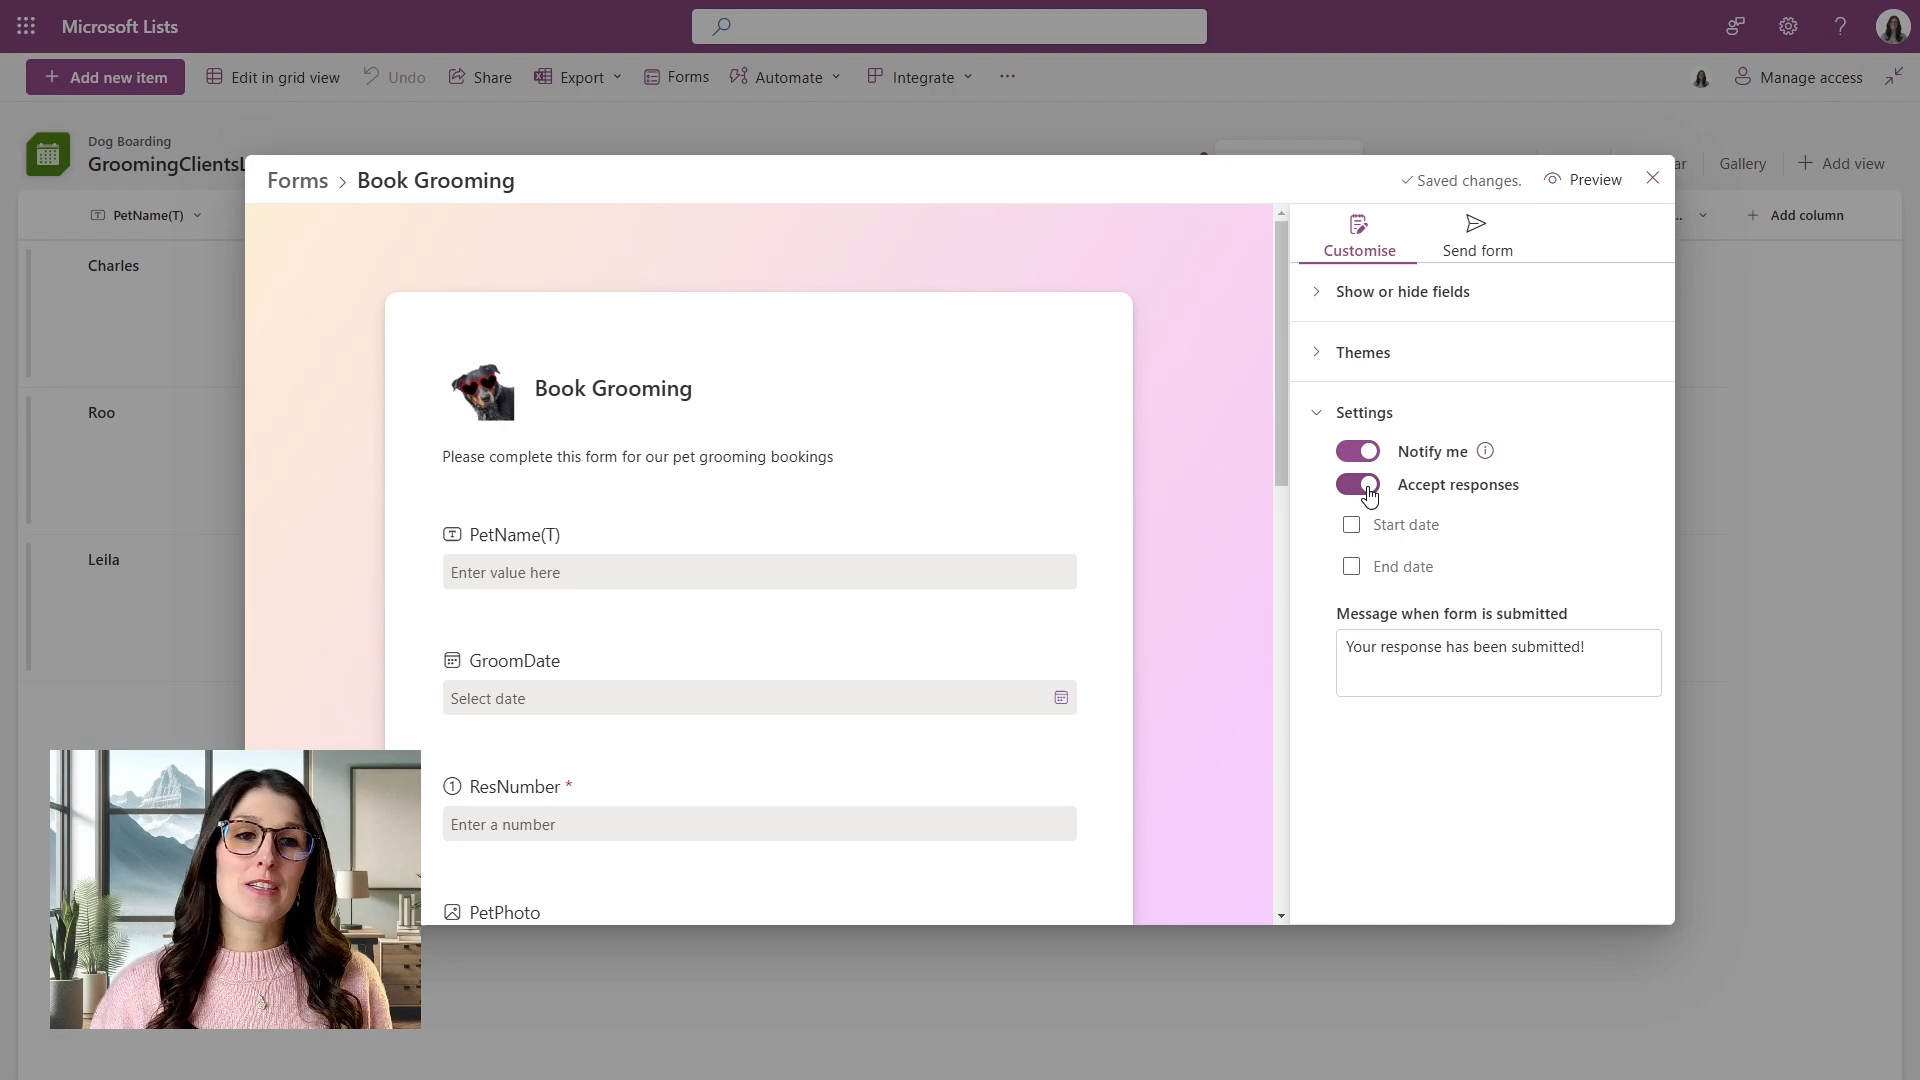 Microsoft Lists
Add new item
Edit in grid view
Undo
Share
Export
Forms
Automate
Integrate
Manage access
Dog Boarding
GroomingClientsL
Gallery
Add view
PetName(T)
Add column
Charles
Roo
Leila
Forms > Book Grooming
Saved changes.
Preview
Customise
Send form
Show or hide fields
Themes
Settings
Notify me
Accept responses
Start date
End date
Message when form is submitted
Your response has been submitted!
Book Grooming
Please complete this form for our pet grooming bookings
PetName(T)
Enter value here
GroomDate
Select date
ResNumber *
Enter a number
PetPhoto